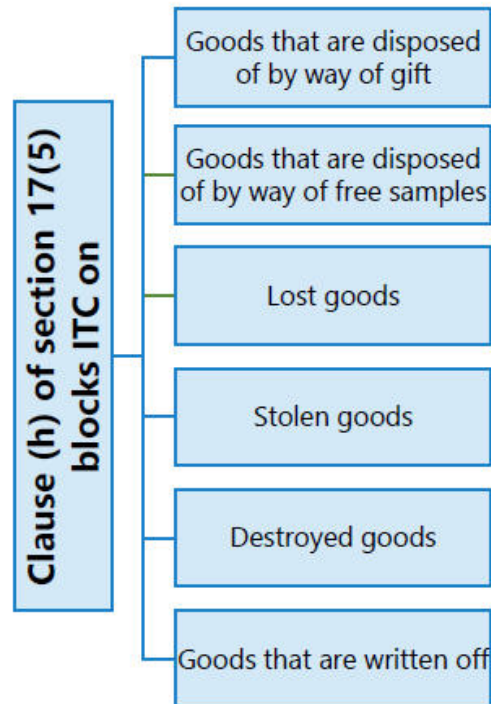 Clause (h) of section 17(5)
blocks ITC on
Goods that are disposed
of by way of gift
Goods that are disposed
of by way of free samples
Lost goods
Stolen goods
Destroyed goods
Goods that are written off